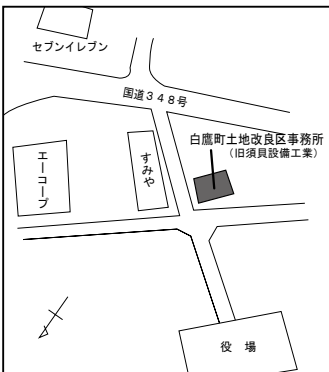 セブンイレブン
国道348号
白鷹町土地改良区事務所
(旧須貝設備工業)
すみや
エーコープ
役場